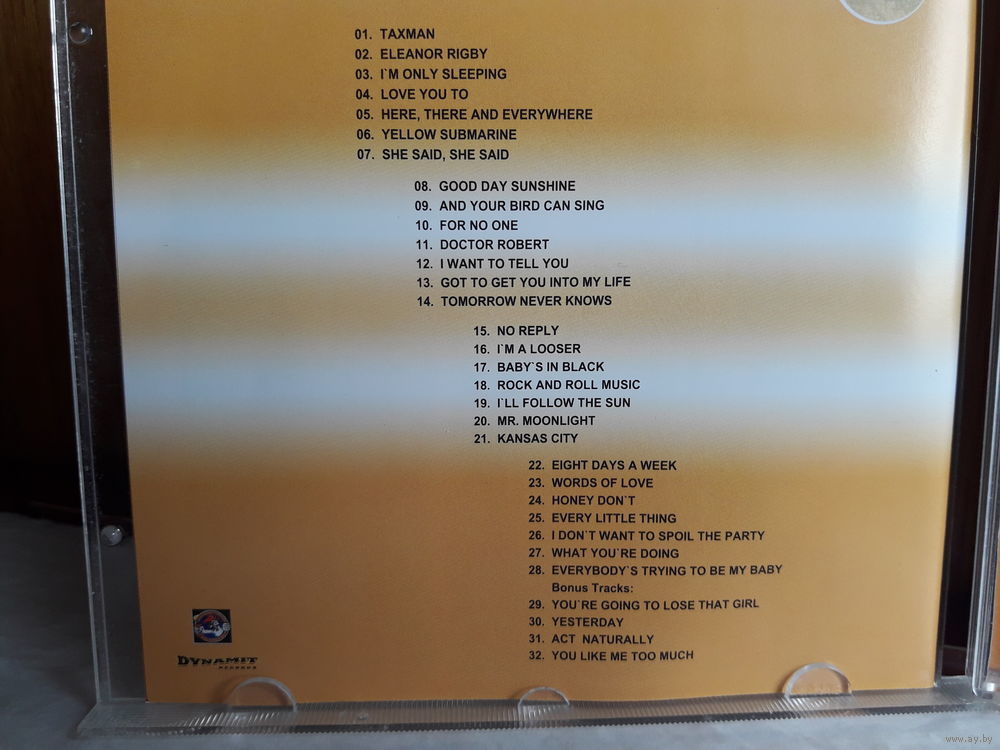 01. TAXMAN
02. ELEANOR RIGBY
03. I`M ONLY SLEEPING
04. LOVE YOU TO
05. HERE, THERE AND EVERYWHERE
06. YELLOW SUBMARINE
07. SHE SAID, SHE SAID
08. GOOD DAY SUNSHINE
09. AND YOUR BIRD CAN SING
10. FOR NO ONE
11. DOCTOR ROBERT
12. I WANT TO TELL YOU
13. GOT TO GET YOU INTO MY LIFE
14. TOMORROW NEVER KNOWS
15. NO REPLY
16. I`M A LOOSER
17. BABY`S IN BLACK
18. ROCK AND ROLL MUSIC
19. I`LL FOLLOW THE SUN
20. MR. MOONLIGHT
21. KANSAS CITY
22. EIGHT DAYS A WEEK
23. WORDS OF LOVE
24. HONEY DON`T
25. EVERY LITTLE THING
26. I DON`T WANT TO SPOIL THE PARTY
27. WHAT YOU`RE DOING
28. EVERYBODY`S TRYING TO BE MY BABY
Bonus Tracks:
29. YOU`RE GOING TO LOSE THAT GIRL
30. YESTERDAY
31. ACT NATURALLY
32. YOU LIKE ME TOO MUCH
DYNAMIT
RECORDS
www.ay.by